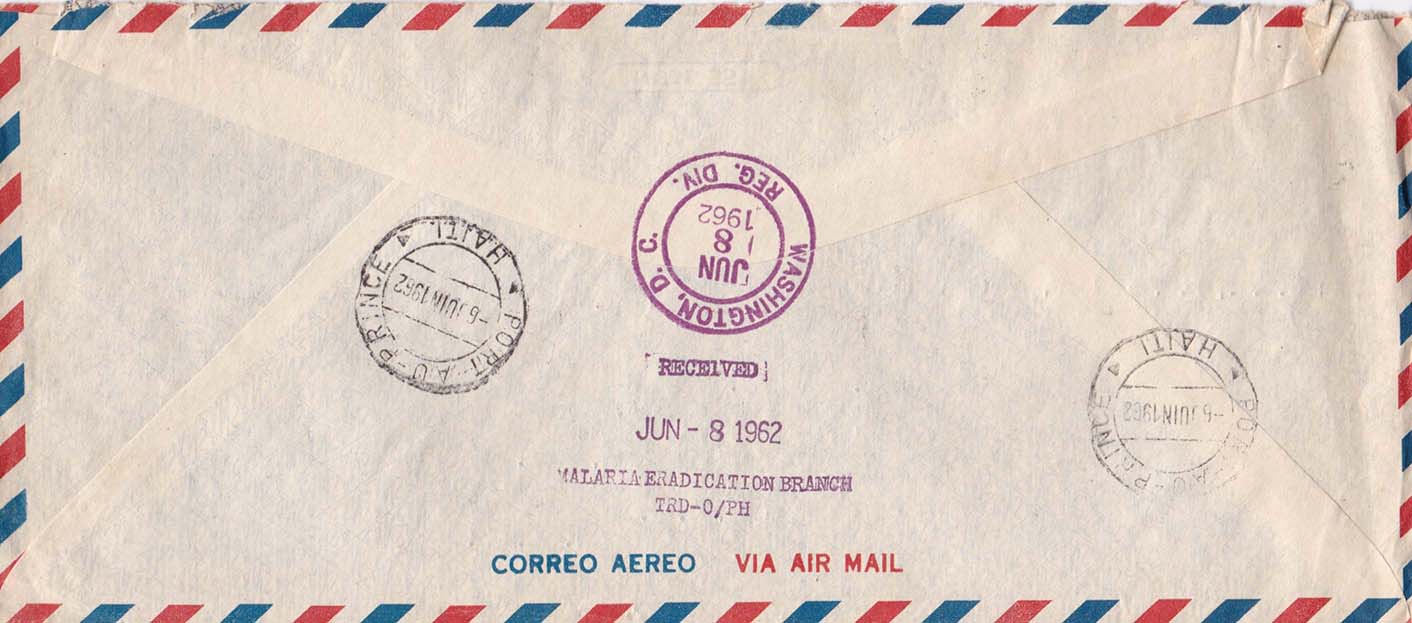 WASHINGTON, D. C.
REG. DIV.
JUN
8
1962
PORT-AU-PRINCE
HAITI
-6 JUIN 1962
RECEIVED
JUN - 8 1962
MALARIA ERADICATION BRANCH
TRD-O/PH
PORT-AU-PRINCE
HAITI
-6 JUIN 1962
CORREO AEREO VIA AIR MAIL